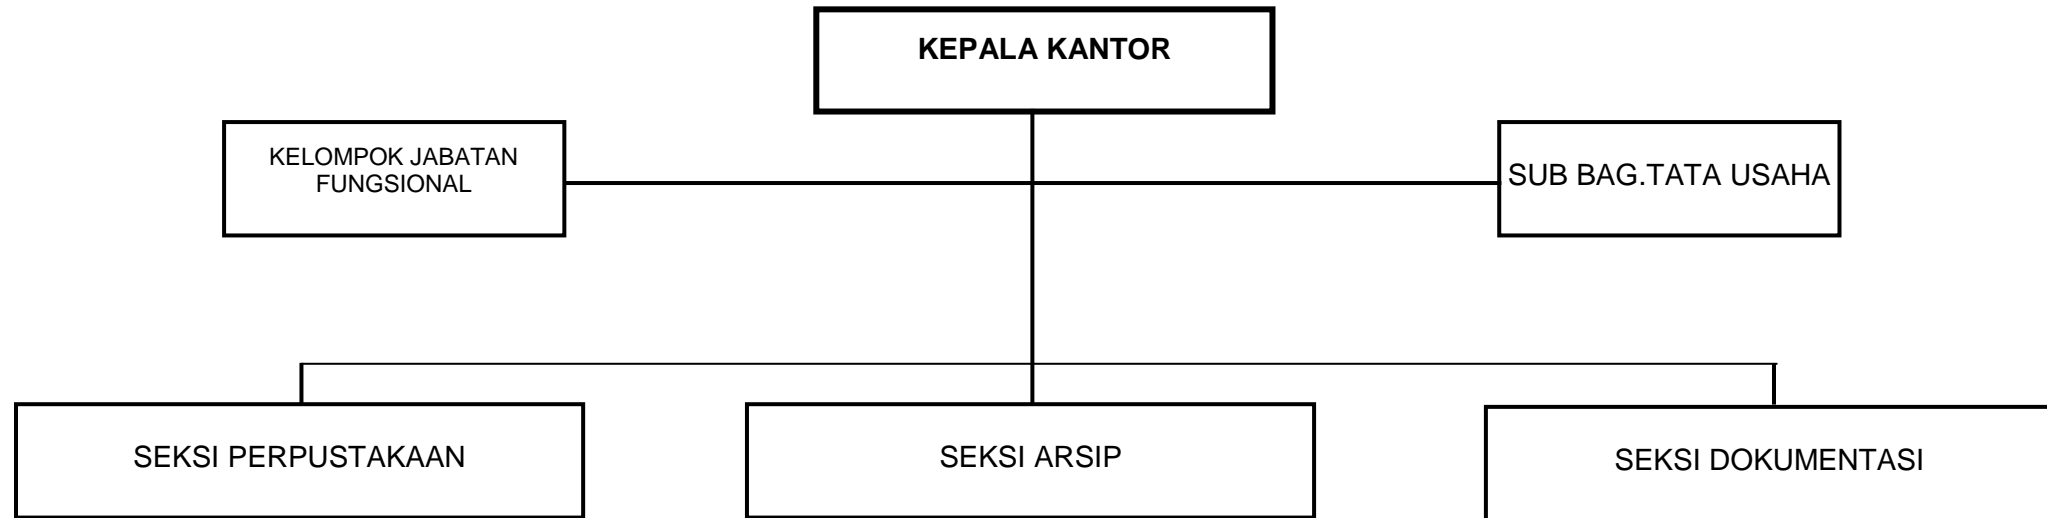 KEPALA KANTOR
KELOMPOK JABATAN
FUNGSIONAL
SUB BAG.TATA USAHA
SEKSI PERPUSTAKAAN
SEKSI ARSIP
SEKSI DOKUMENTASI